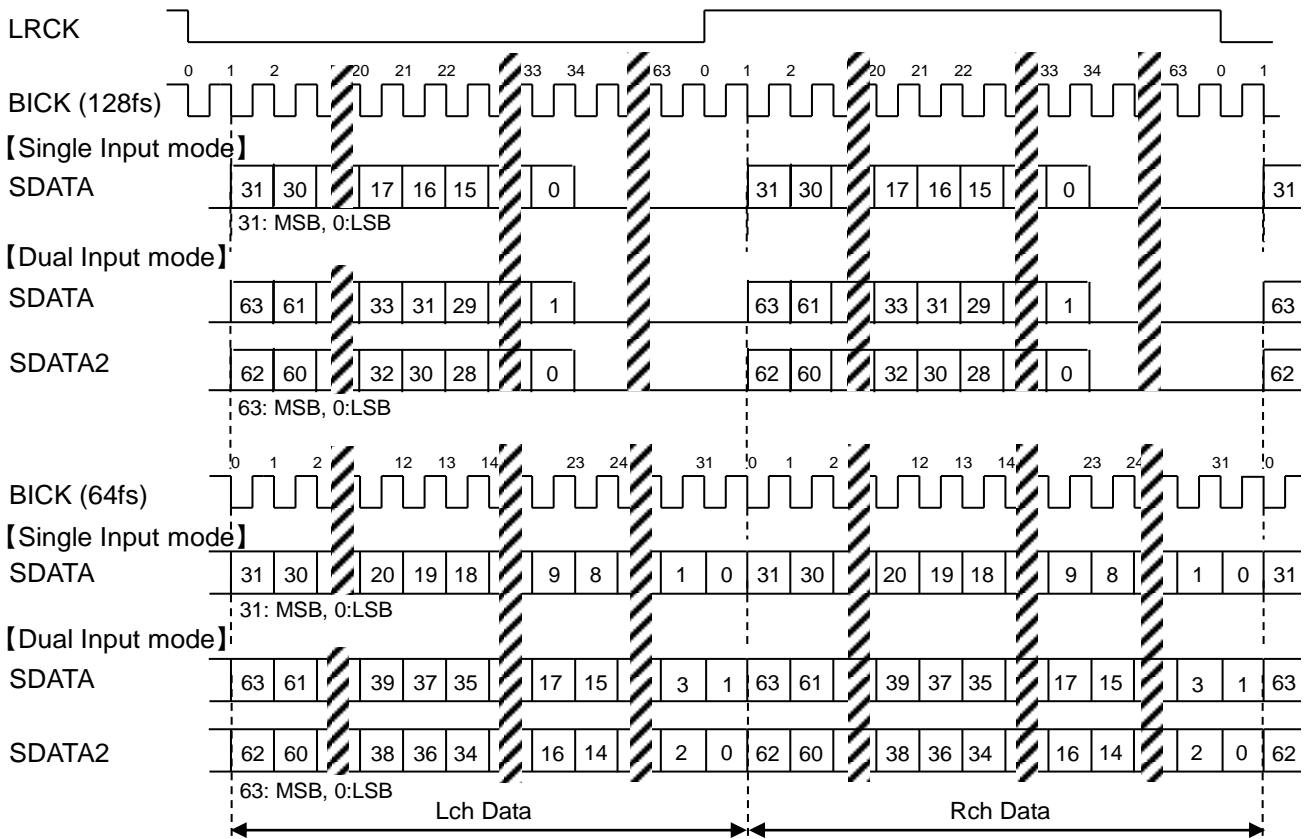 LRCK
0 1 2 20 21 22 33 34 63 0 1 2 20 21 22 33 34 63 0 1
BICK (128fs)
【Single Input mode】
SDATA 31 30 17 16 15 0 31 30 17 16 15 0 31
31: MSB, 0:LSB
【Dual Input mode】
SDATA 63 61 33 31 29 1 63 61 33 31 29 1 63
SDATA2 62 60 32 30 28 0 62 60 32 30 28 0 62
63: MSB, 0:LSB
0 1 2 12 13 14 23 24 31 0 1 2 12 13 14 23 24 31 0
BICK (64fs)
【Single Input mode】
SDATA 31 30 20 19 18 9 8 1 0 31 30 20 19 18 9 8 1 0 31
31: MSB, 0:LSB
【Dual Input mode】
SDATA 63 61 39 37 35 17 15 3 1 63 61 39 37 35 17 15 3 1 63
SDATA2 62 60 38 36 34 16 14 2 0 62 60 38 36 34 16 14 2 0 62
63: MSB, 0:LSB
Lch Data Rch Data